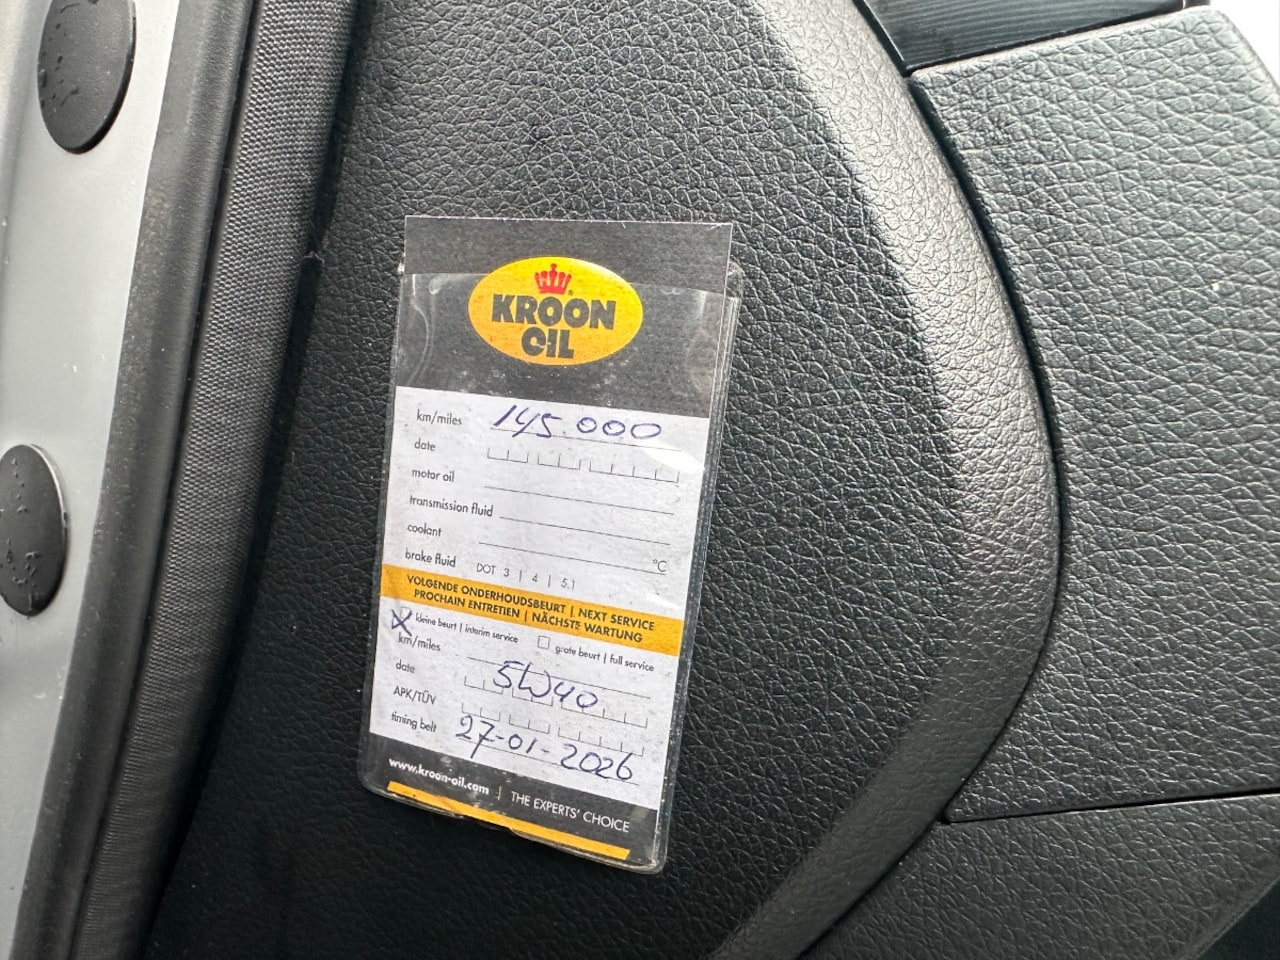 KROON
OIL
km/miles 145.000
date
motor oil
transmission fluid
coolant °C
brake fluid DOT 3 | 4 | 5.1
VOLGENDE ONDERHOUDSBEURT | NEXT SERVICE
PROCHAIN ENTRETIEN | NÄCHSTE WARTUNG
X kleine beurt | interim service grote beurt | full service
km/miles
date 5W40
APK/TÜV
timing belt 27-01-2026
www.kroon-oil.com | THE EXPERTS' CHOICE